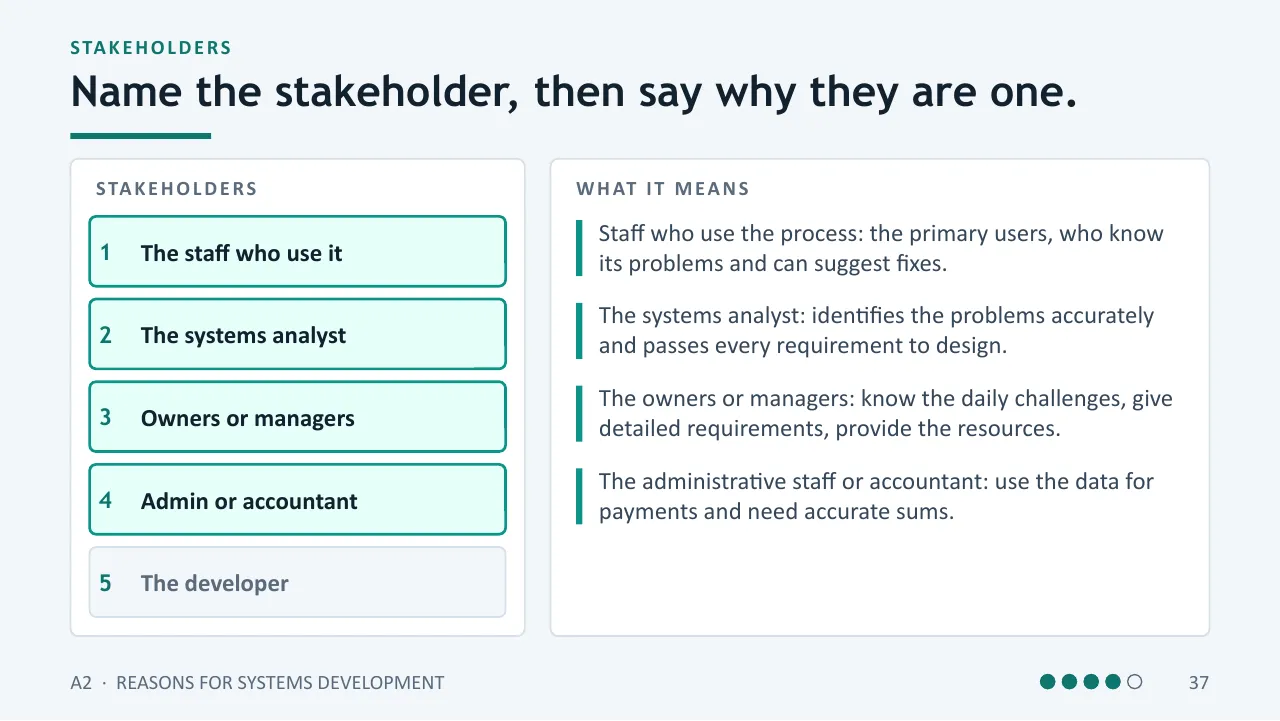 STAKEHOLDERS
Name the stakeholder, then say why they are one.
STAKEHOLDERS
1 The staff who use it
2 The systems analyst
3 Owners or managers
4 Admin or accountant
5 The developer
WHAT IT MEANS
Staff who use the process: the primary users, who know
its problems and can suggest fixes.
The systems analyst: identifies the problems accurately
and passes every requirement to design.
The owners or managers: know the daily challenges, give
detailed requirements, provide the resources.
The administrative staff or accountant: use the data for
payments and need accurate sums.
A2 · REASONS FOR SYSTEMS DEVELOPMENT
37